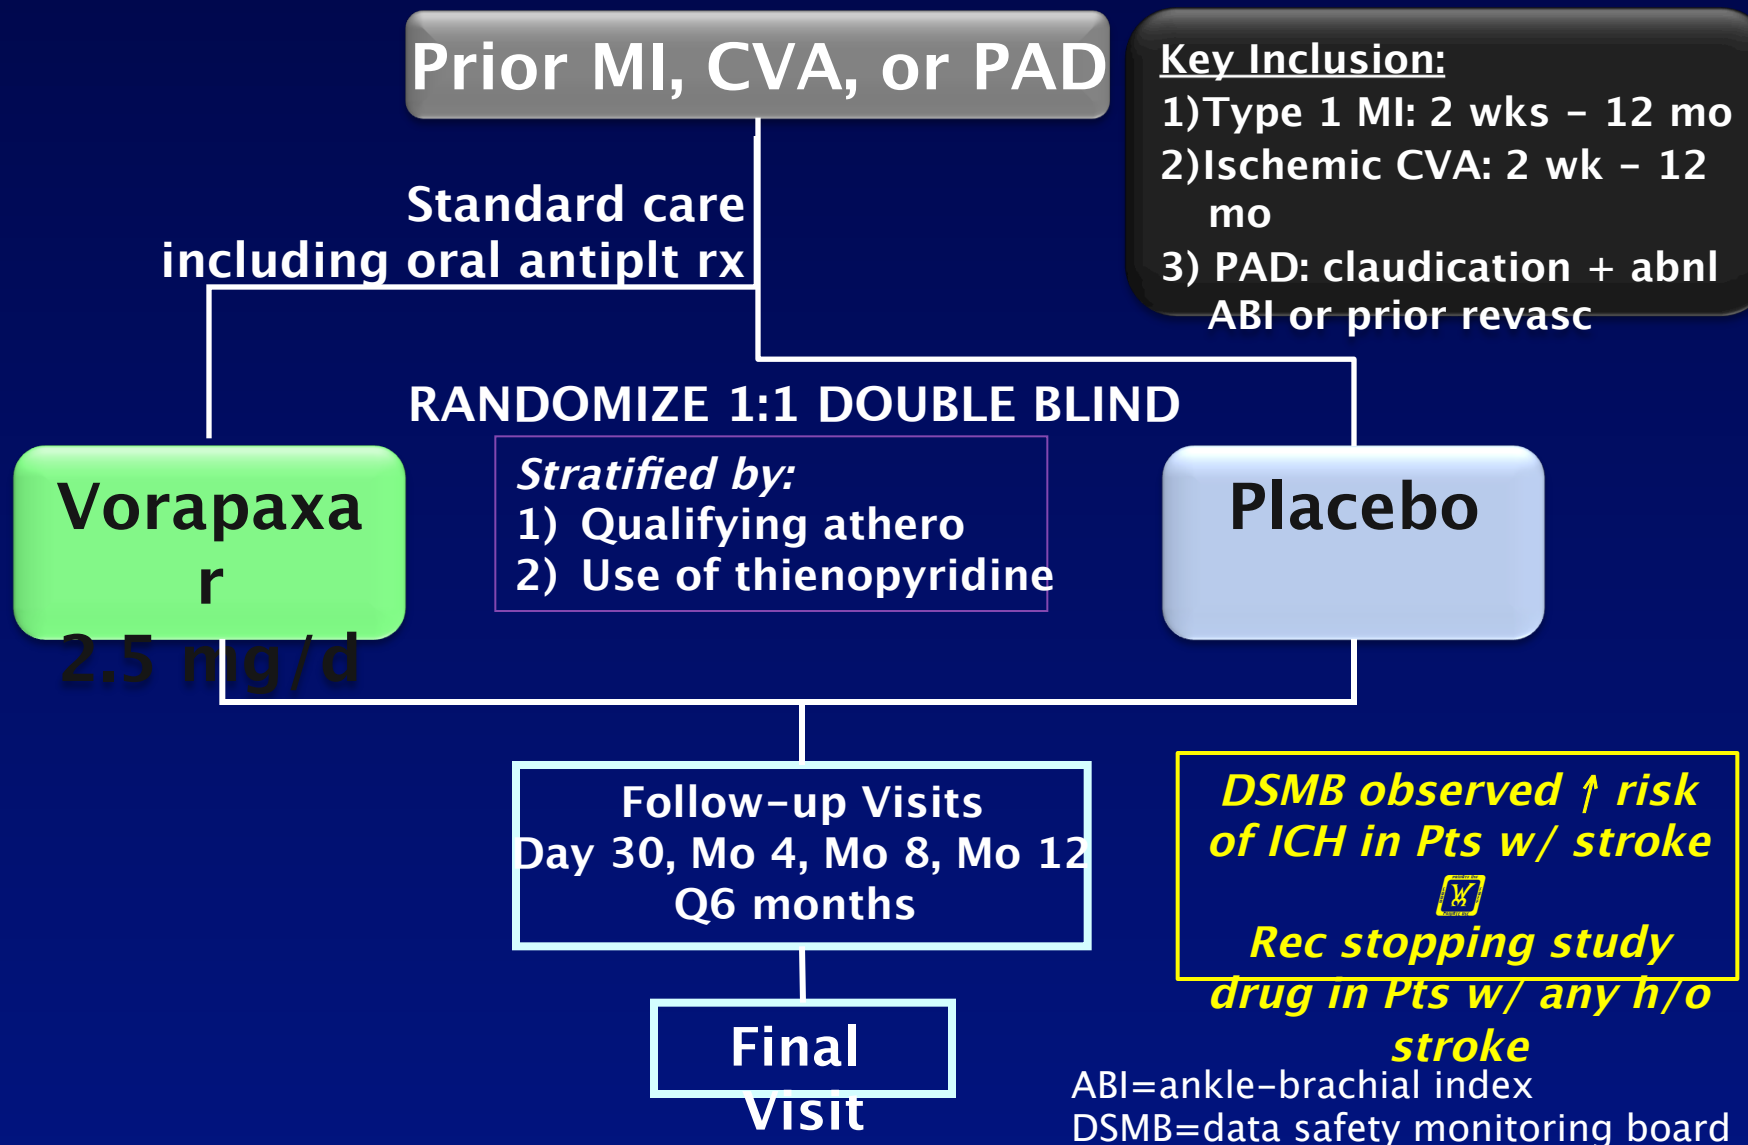 Prior MI, CVA, or PAD
Key Inclusion:
1)Type 1 MI: 2 wks – 12 mo
2)Ischemic CVA: 2 wk – 12
mo
3) PAD: claudication + abnl
ABI or prior revasc
Standard care
including oral antiplt rx
RANDOMIZE 1:1 DOUBLE BLIND
Stratified by:
1) Qualifying athero
2) Use of thienopyridine
Vorapaxa
r
2.5 mg/d
Placebo
Follow-up Visits
Day 30, Mo 4, Mo 8, Mo 12
Q6 months
Final
Visit
DSMB observed ↑ risk
of ICH in Pts w/ stroke
Rec stopping study
drug in Pts w/ any h/o
stroke
ABI=ankle-brachial index
DSMB=data safety monitoring board